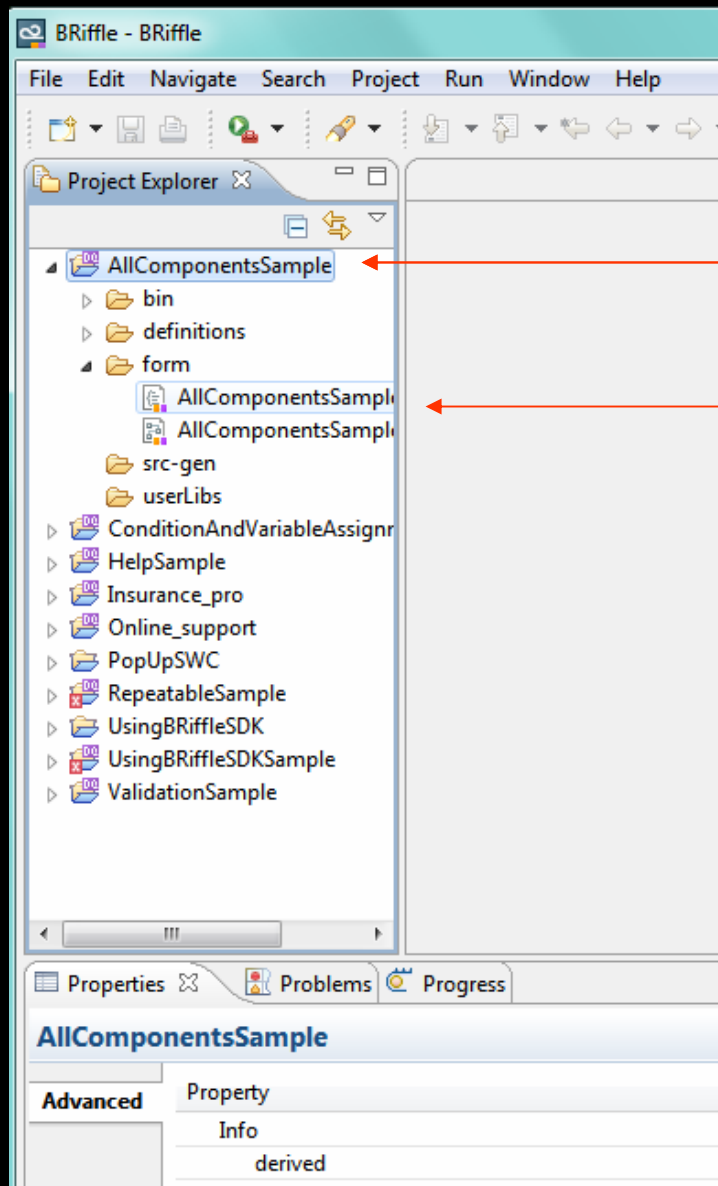 BRiffle - BRiffle
File Edit Navigate Search Project Run Window Help
Project Explorer
AllComponentsSample
bin
definitions
form
AllComponentsSampl
AllComponentsSampl
src-gen
userLibs
ConditionAndVariableAssign
HelpSample
Insurance_pro
Online_support
PopUpSWC
RepeatableSample
UsingBRiffleSDK
UsingBRiffleSDKSample
ValidationSample
Properties Problems Progress
AllComponentsSample
Advanced Property
Info
derived